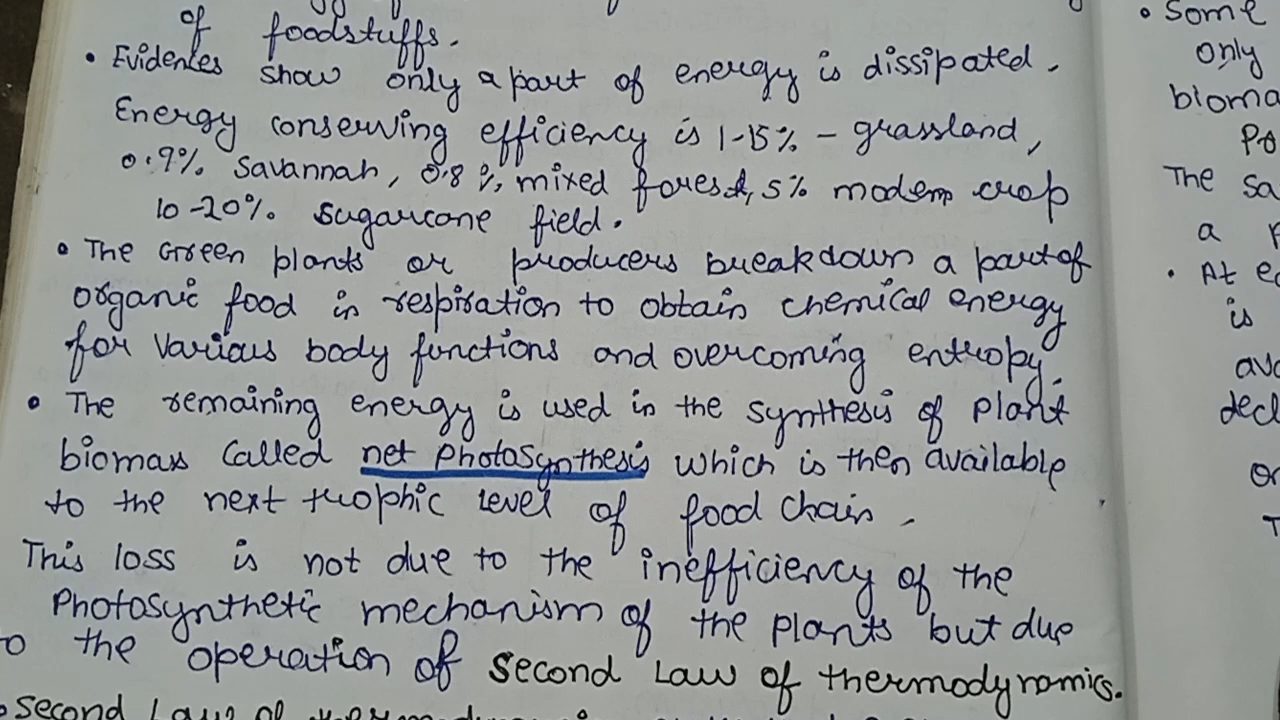 of foodstuffs.
• Evidences show only a part of energy is dissipated.
Energy conserving efficiency is 1-15% - grassland,
0.9% Savannah, 0.8%, mixed forest, 5% modern crop
10-20% sugarcane field.
• The Green plants or producers breakdown a part of
organic food in respiration to obtain chemical energy
for various body functions and overcoming entropy.
• The remaining energy is used in the synthesis of plant
biomass called net photosynthesis which is then available
to the next trophic level of food chain.
This loss is not due to the inefficiency of the
Photosynthetic mechanism of the plants but due
to the operation of second Law of thermodynamics.
• second Law of
• Some
only
The
a
• At
is
or